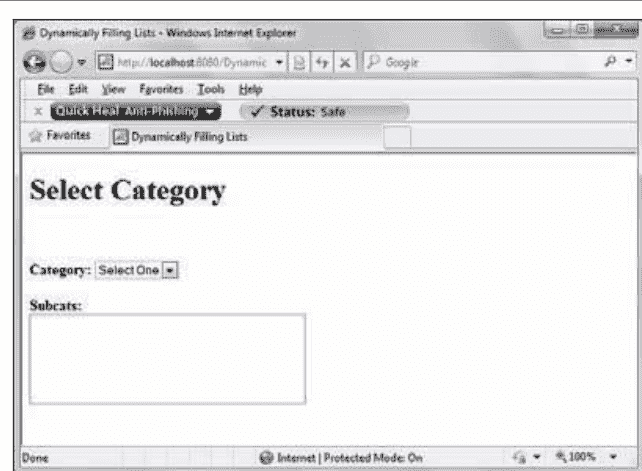 Dynamically Filling Lists - Windows Internet Explorer
http://localhost:8080/Dynamic
Google
File Edit View Favorites Tools Help
x Quick Heal Anti-Phishing ✓ Status: Safe
Favorites Dynamically Filling Lists
Select Category
Category: Select One
Subcats:
Done Internet | Protected Mode: On 100%